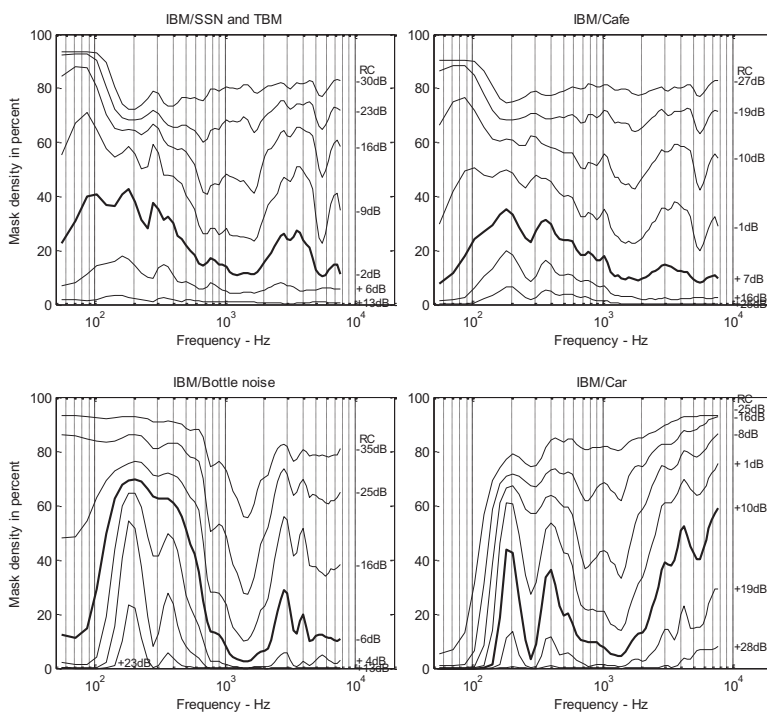 IBM/SSN and TBM
Mask density in percent
100
80
60
40
20
0
RC
-30dB
-23dB
-16dB
-9dB
-2dB
+ 6dB
+13dB
10² 10³ 10⁴
Frequency - Hz
IBM/Cafe
100
80
60
40
20
0
RC
-27dB
-19dB
-10dB
-1dB
+ 7dB
+16dB
10² 10³ 10⁴
Frequency - Hz
IBM/Bottle noise
Mask density in percent
100
80
60
40
20
0
RC
-35dB
-25dB
-16dB
-6dB
+ 4dB
+13dB
+23dB
10² 10³ 10⁴
Frequency - Hz
IBM/Car
100
80
60
40
20
0
RC
-25dB
-16dB
-8dB
+ 1dB
+10dB
+19dB
+28dB
10² 10³ 10⁴
Frequency - Hz